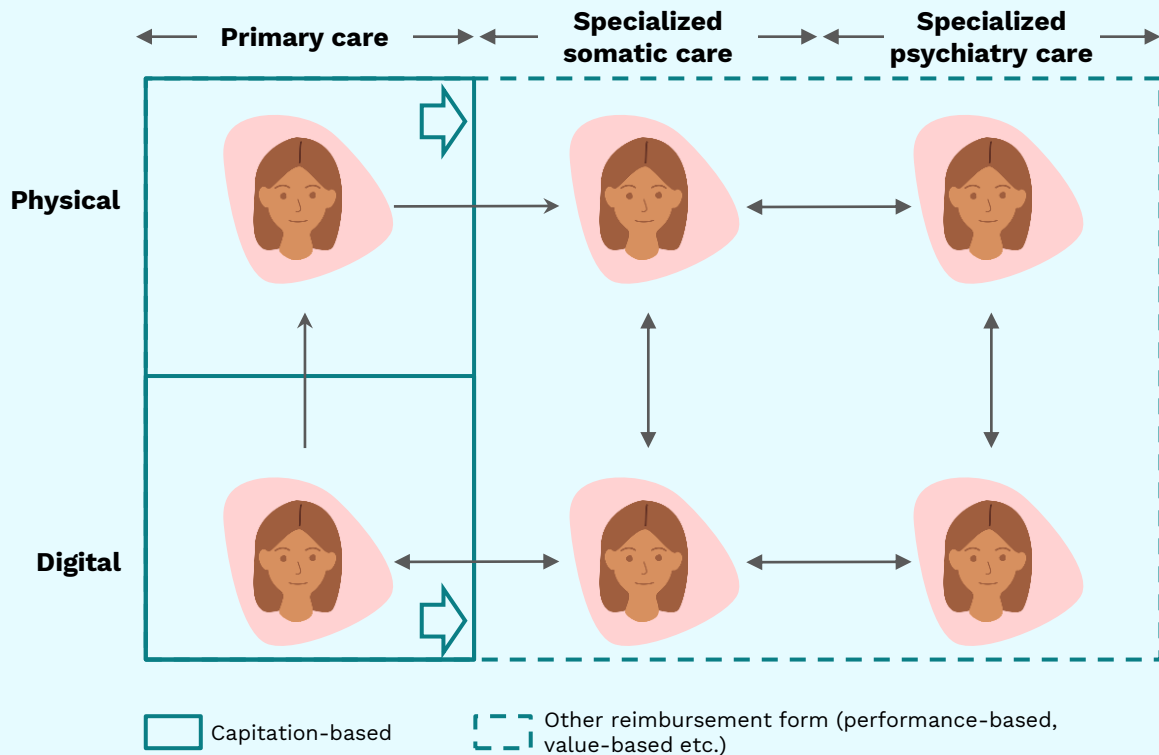 Primary care
Specialized
somatic care
Specialized
psychiatry care
Physical
Digital
Capitation-based
Other reimbursement form (performance-based,
value-based etc.)